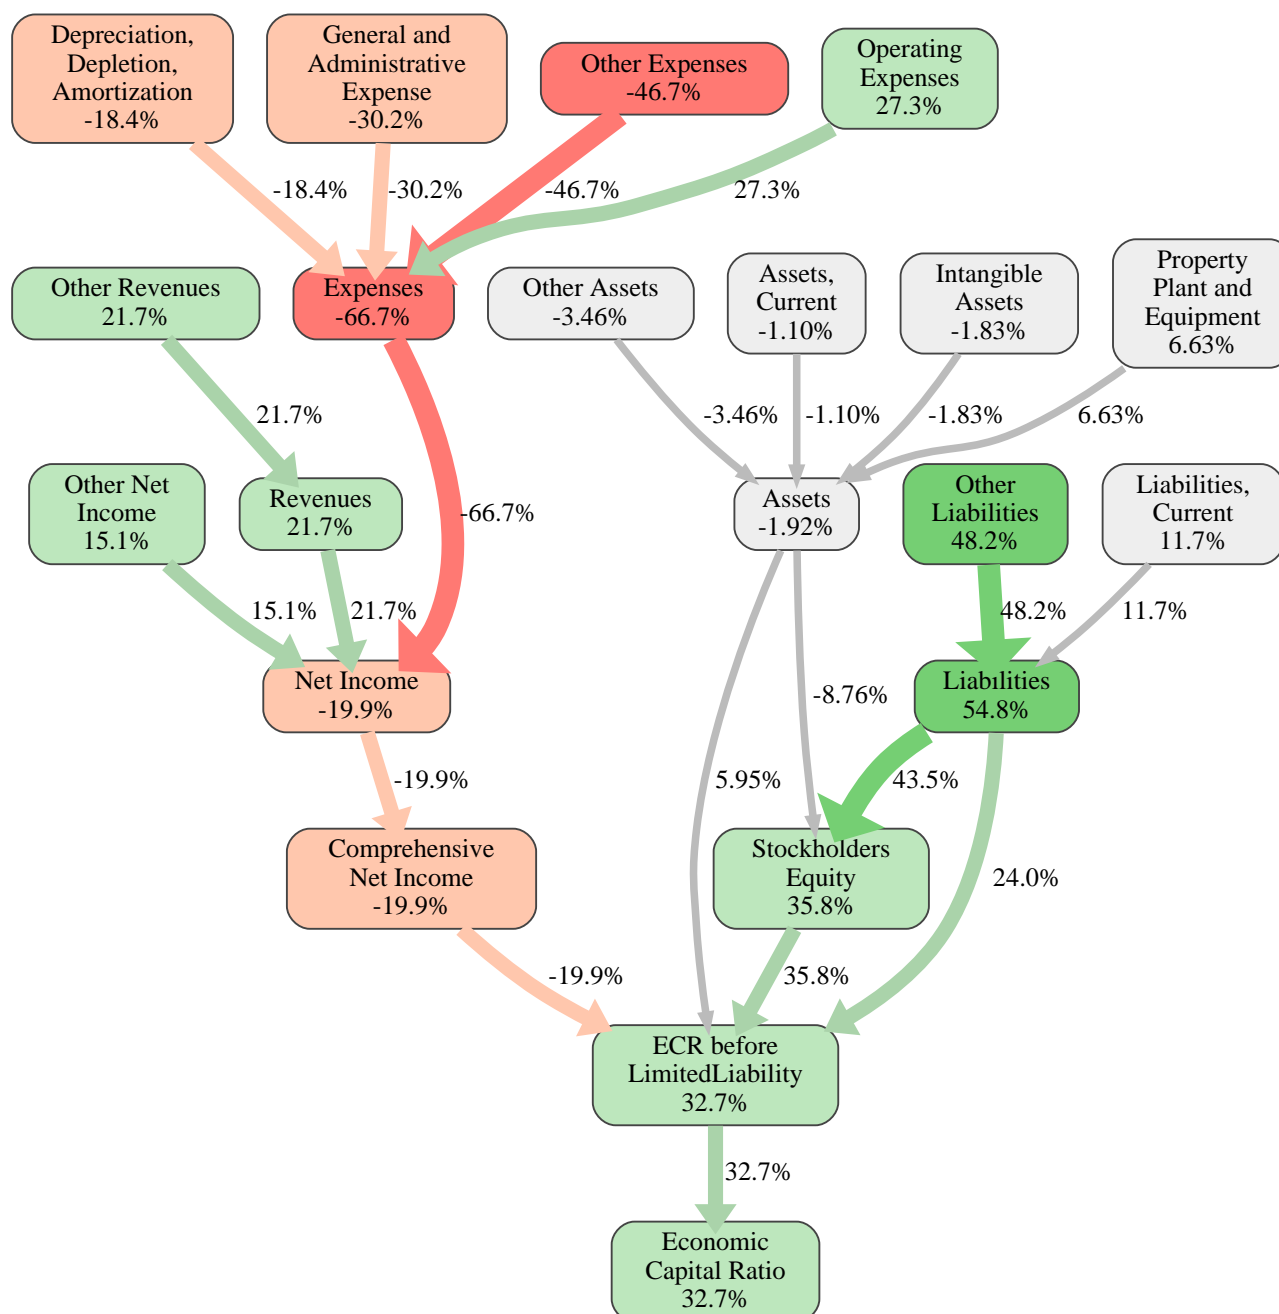 Depreciation,
Depletion,
Amortization
-18.4%
General and
Administrative
Expense
-30.2%
Other Expenses
-46.7%
Operating
Expenses
27.3%
-18.4%
-30.2%
-46.7%
27.3%
Other Revenues
21.7%
Expenses
-66.7%
Other Assets
-3.46%
Assets,
Current
-1.10%
Intangible
Assets
-1.83%
Property
Plant and
Equipment
6.63%
21.7%
-3.46%
-1.10%
-1.83%
6.63%
Other Net
Income
15.1%
Revenues
21.7%
-66.7%
Assets
-1.92%
Other
Liabilities
48.2%
Liabilities,
Current
11.7%
15.1%
21.7%
48.2%
11.7%
Net Income
-19.9%
-8.76%
Liabilities
54.8%
-19.9%
5.95%
43.5%
Comprehensive
Net Income
-19.9%
Stockholders
Equity
35.8%
24.0%
-19.9%
35.8%
ECR before
LimitedLiability
32.7%
32.7%
Economic
Capital Ratio
32.7%